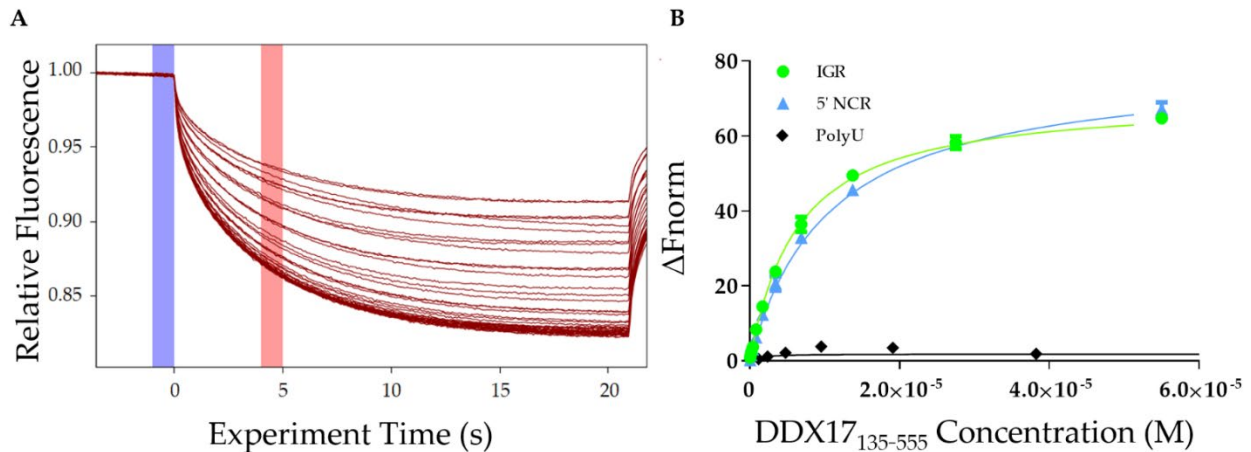 A
Relative Fluorescence
1.00
0.95
0.90
0.85
0
5
10
15
20
Experiment Time (s)
B
ΔFnorm
80
60
40
20
0
IGR
5' NCR
PolyU
0
2.0×10⁻⁵
4.0×10⁻⁵
6.0×10⁻⁵
DDX17₁₃₅₋₅₅₅ Concentration (M)